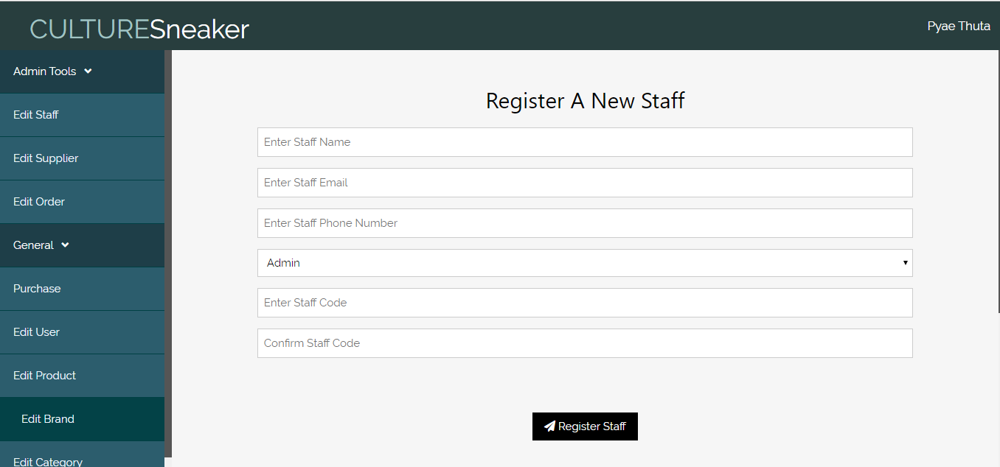 CULTURESneaker
Pyae Thuta
Admin Tools
Edit Staff
Edit Supplier
Edit Order
General
Purchase
Edit User
Edit Product
Edit Brand
Edit Category
Register A New Staff
Enter Staff Name
Enter Staff Email
Enter Staff Phone Number
Admin
Enter Staff Code
Confirm Staff Code
Register Staff